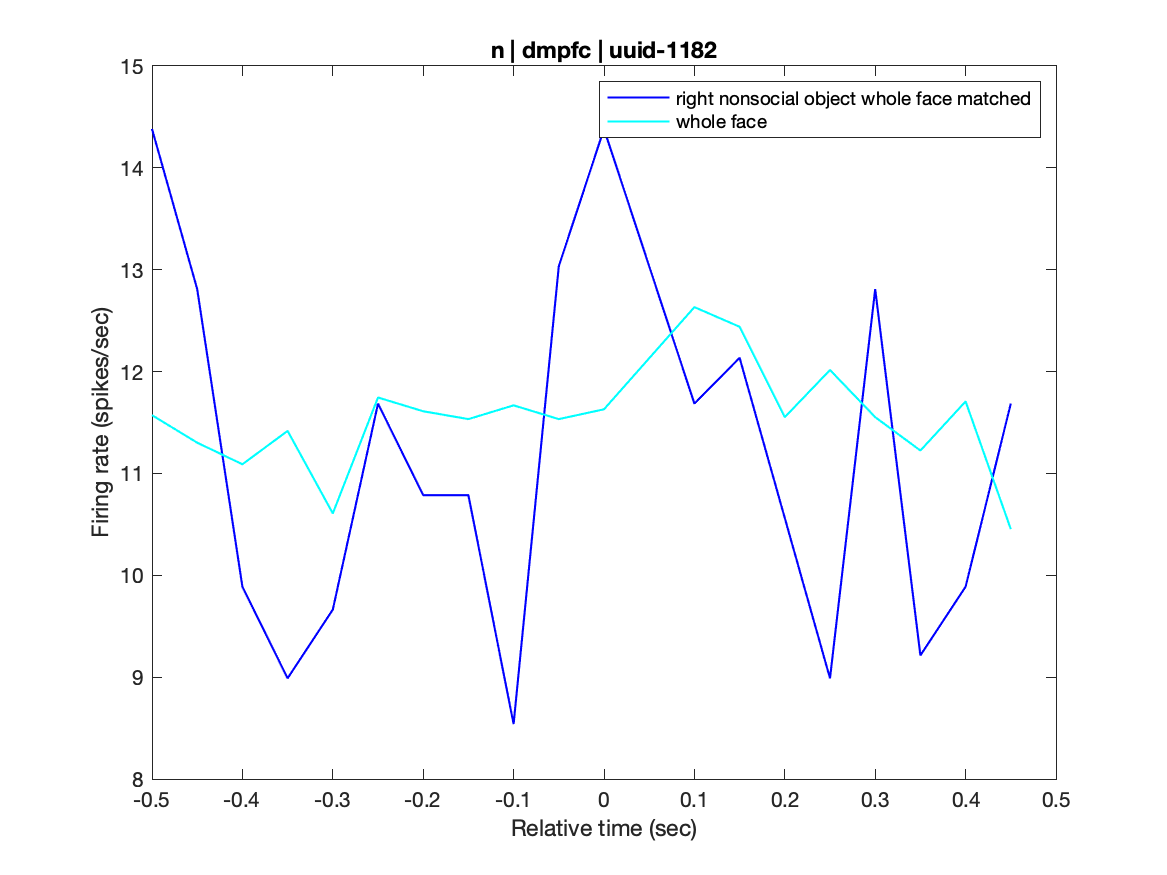 n | dmpfc | uuid-1182
right nonsocial object whole face matched
whole face
15
14
13
12
11
10
9
8
Firing rate (spikes/sec)
-0.5 -0.4 -0.3 -0.2 -0.1 0 0.1 0.2 0.3 0.4 0.5
Relative time (sec)